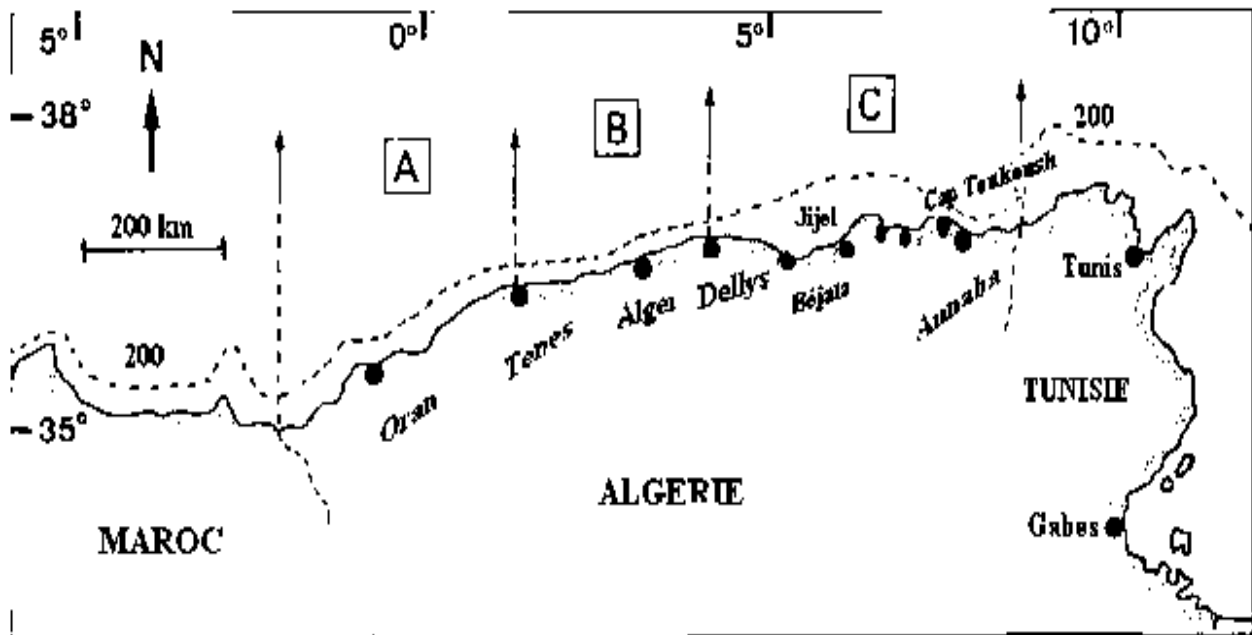 5°
0°
5°
10°
N
38°
A
B
C
200
Cap Toukoush
200 km
Jijel
Tunis
Alger
Dellys
Béjaia
Annaba
Tenes
200
Oran
TUNISIE
35°
ALGERIE
MAROC
Gabes